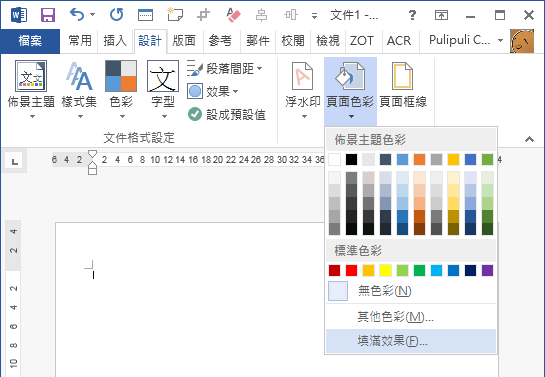 文件1 -...
檔案 常用 插入 設計 版面 參考 郵件 校閱 檢視 ZOT ACR Pulipuli C...
佈景主題 樣式集 色彩 字型 段落間距 效果 設成預設值 浮水印 頁面色彩 頁面框線
文件格式設定
佈景主題色彩
標準色彩
無色彩(N)
其他色彩(M)...
填滿效果(F)...
L
6 4 2 2 4 6 8 10 12 14 16 18 20 22 24 26 28 30 32 34 36 38
4
2
2
4
6
8
10